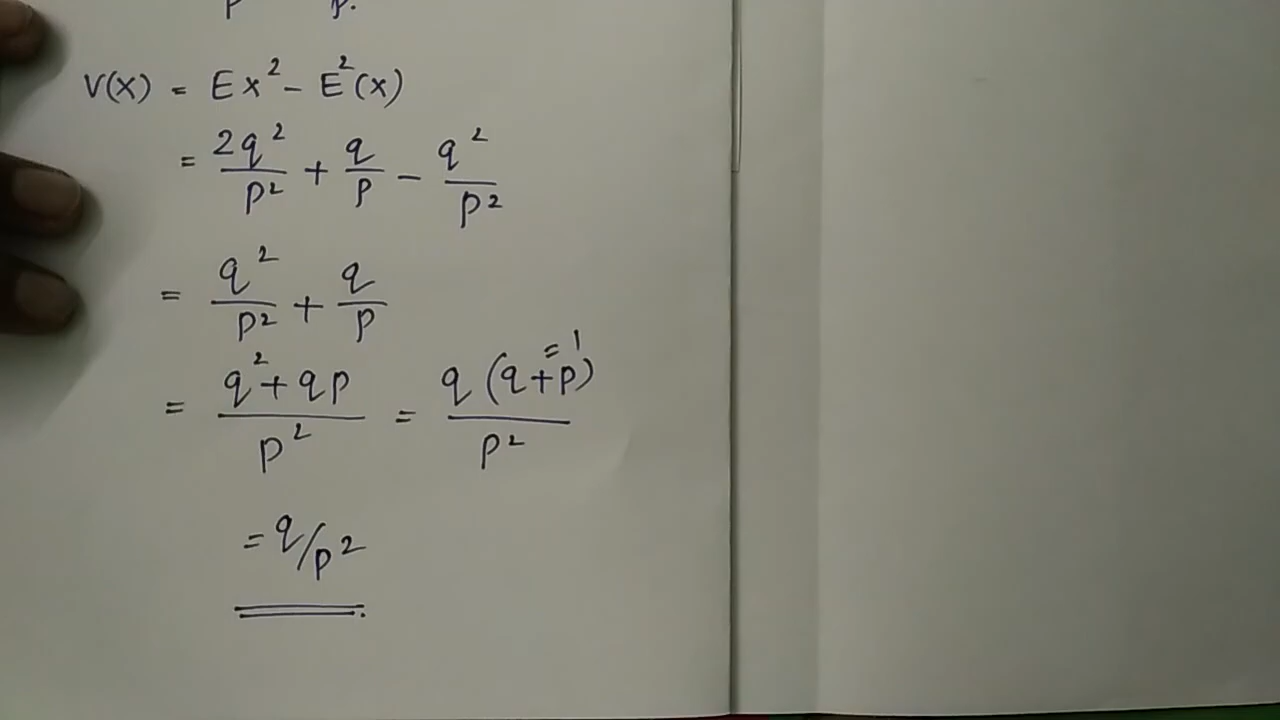 p p.
V(X) = Ex² - E²(x)
= 2q²/p² + q/p - q²/p²
= q²/p² + q/p
= q² + qp/p² = q (q+p) = 1/p²
= q/p²